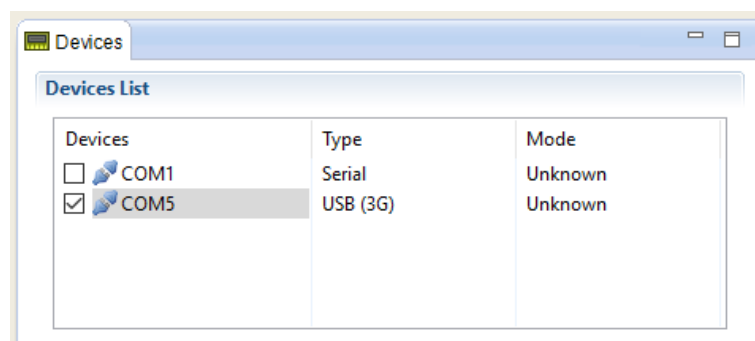 Devices
Devices List
Devices Type Mode
COM1 Serial Unknown
COM5 USB (3G) Unknown